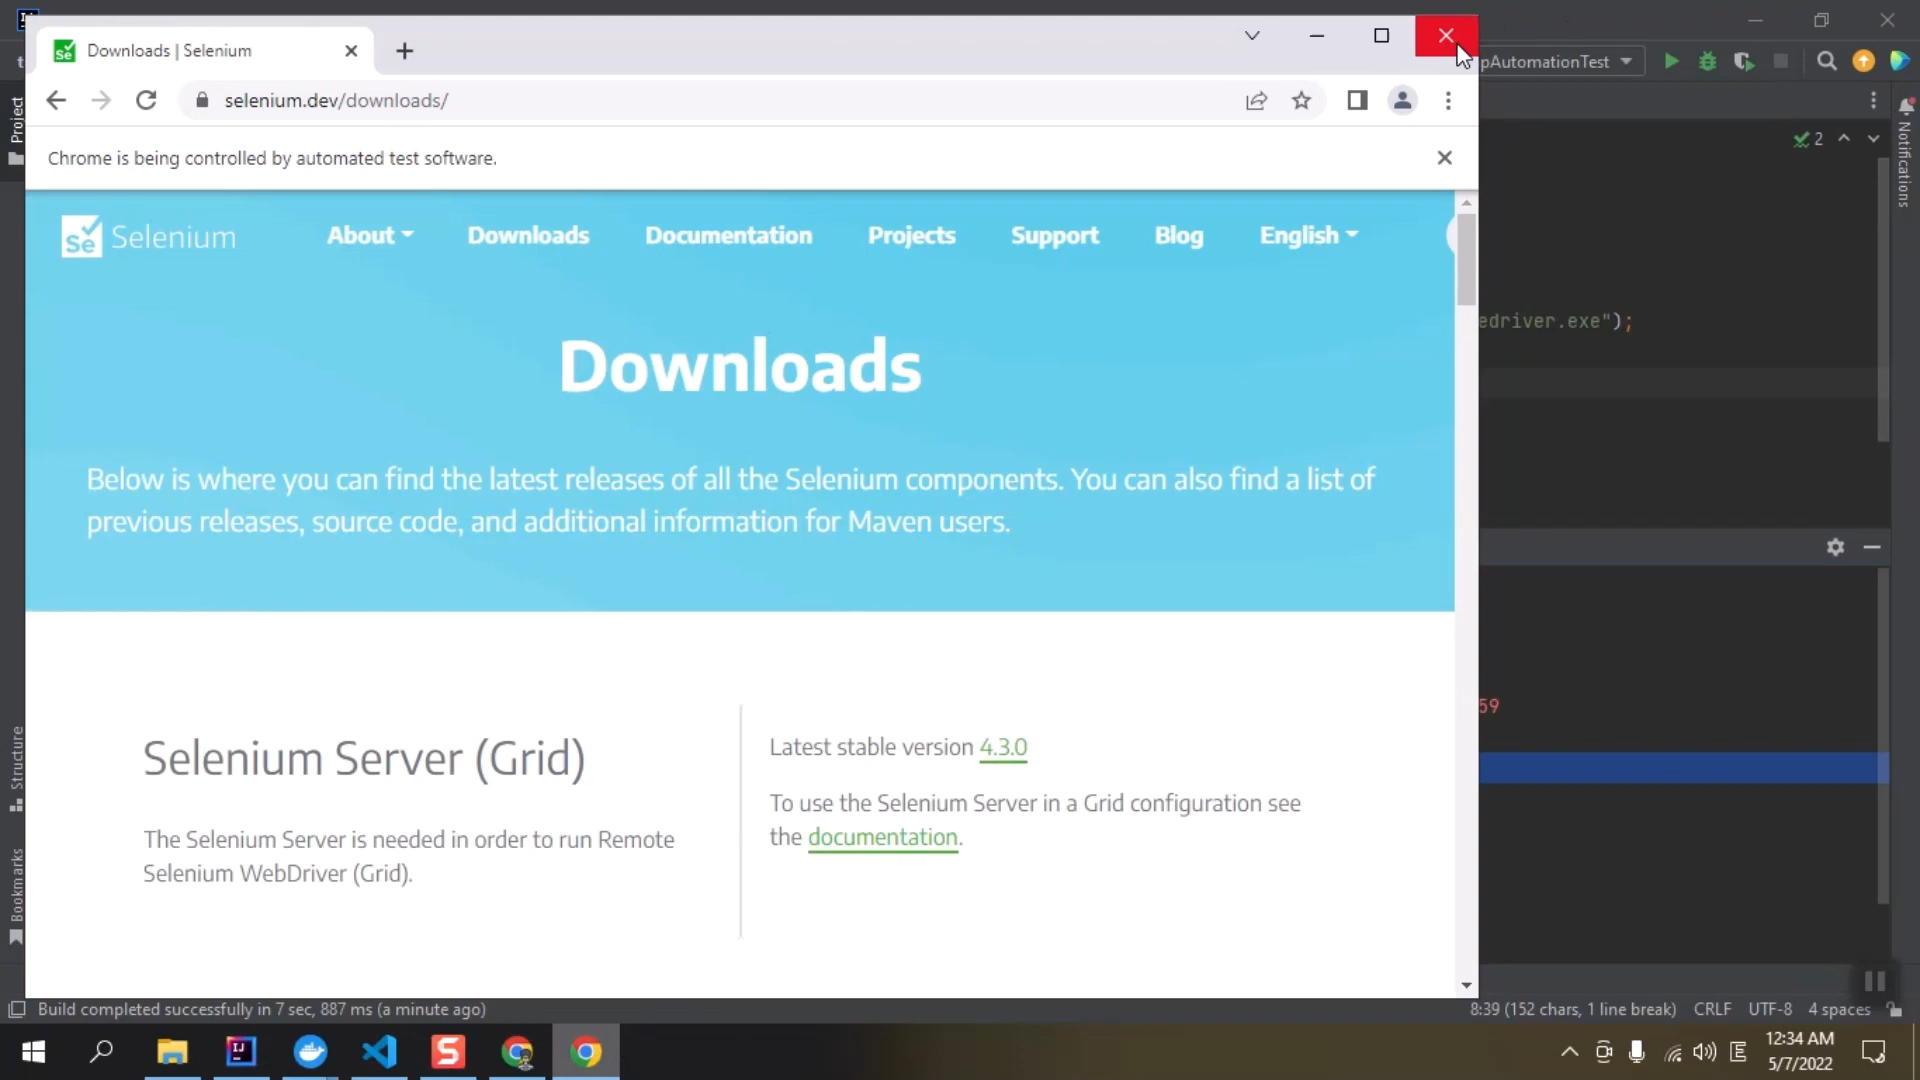 Downloads | Selenium
pAutomationTest
selenium.dev/downloads/
Chrome is being controlled by automated test software.
2
Project
Notifications
Se Selenium
About
Downloads
Documentation
Projects
Support
Blog
English
Downloads
edriver.exe");
Below is where you can find the latest releases of all the Selenium components. You can also find a list of
previous releases, source code, and additional information for Maven users.
Selenium Server (Grid)
The Selenium Server is needed in order to run Remote
Selenium WebDriver (Grid).
Latest stable version 4.3.0
To use the Selenium Server in a Grid configuration see
the documentation.
59
Structure
Bookmarks
Build completed successfully in 7 sec, 887 ms (a minute ago)
8:39 (152 chars, 1 line break)
CRLF
UTF-8
4 spaces
12:34 AM
5/7/2022